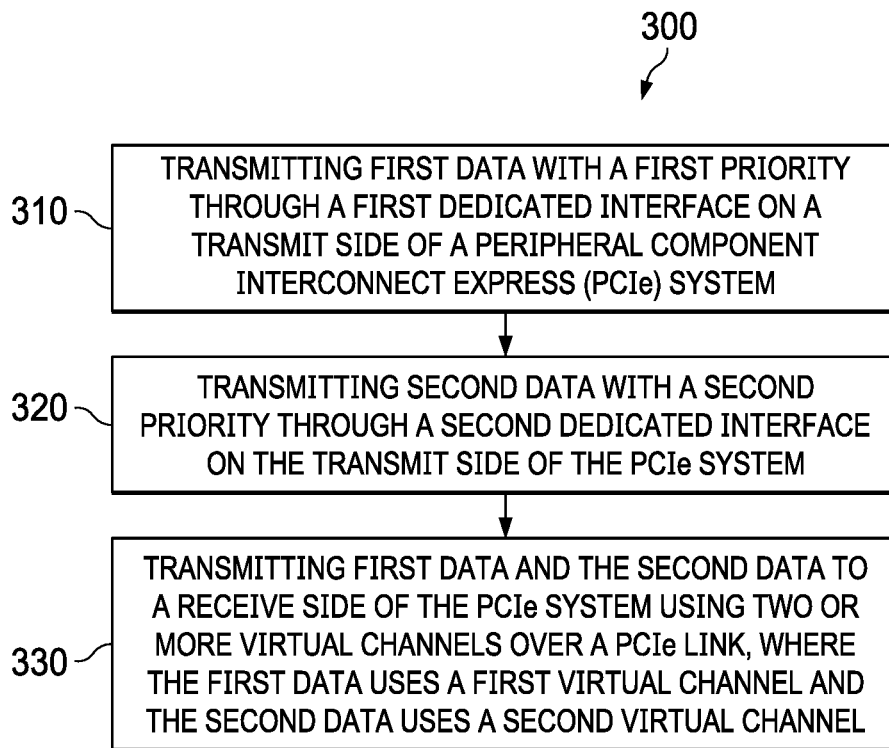 300
310
TRANSMITTING FIRST DATA WITH A FIRST PRIORITY
THROUGH A FIRST DEDICATED INTERFACE ON A
TRANSMIT SIDE OF A PERIPHERAL COMPONENT
INTERCONNECT EXPRESS (PCIe) SYSTEM
320
TRANSMITTING SECOND DATA WITH A SECOND
PRIORITY THROUGH A SECOND DEDICATED INTERFACE
ON THE TRANSMIT SIDE OF THE PCIe SYSTEM
330
TRANSMITTING FIRST DATA AND THE SECOND DATA TO
A RECEIVE SIDE OF THE PCIe SYSTEM USING TWO OR
MORE VIRTUAL CHANNELS OVER A PCIe LINK, WHERE
THE FIRST DATA USES A FIRST VIRTUAL CHANNEL AND
THE SECOND DATA USES A SECOND VIRTUAL CHANNEL